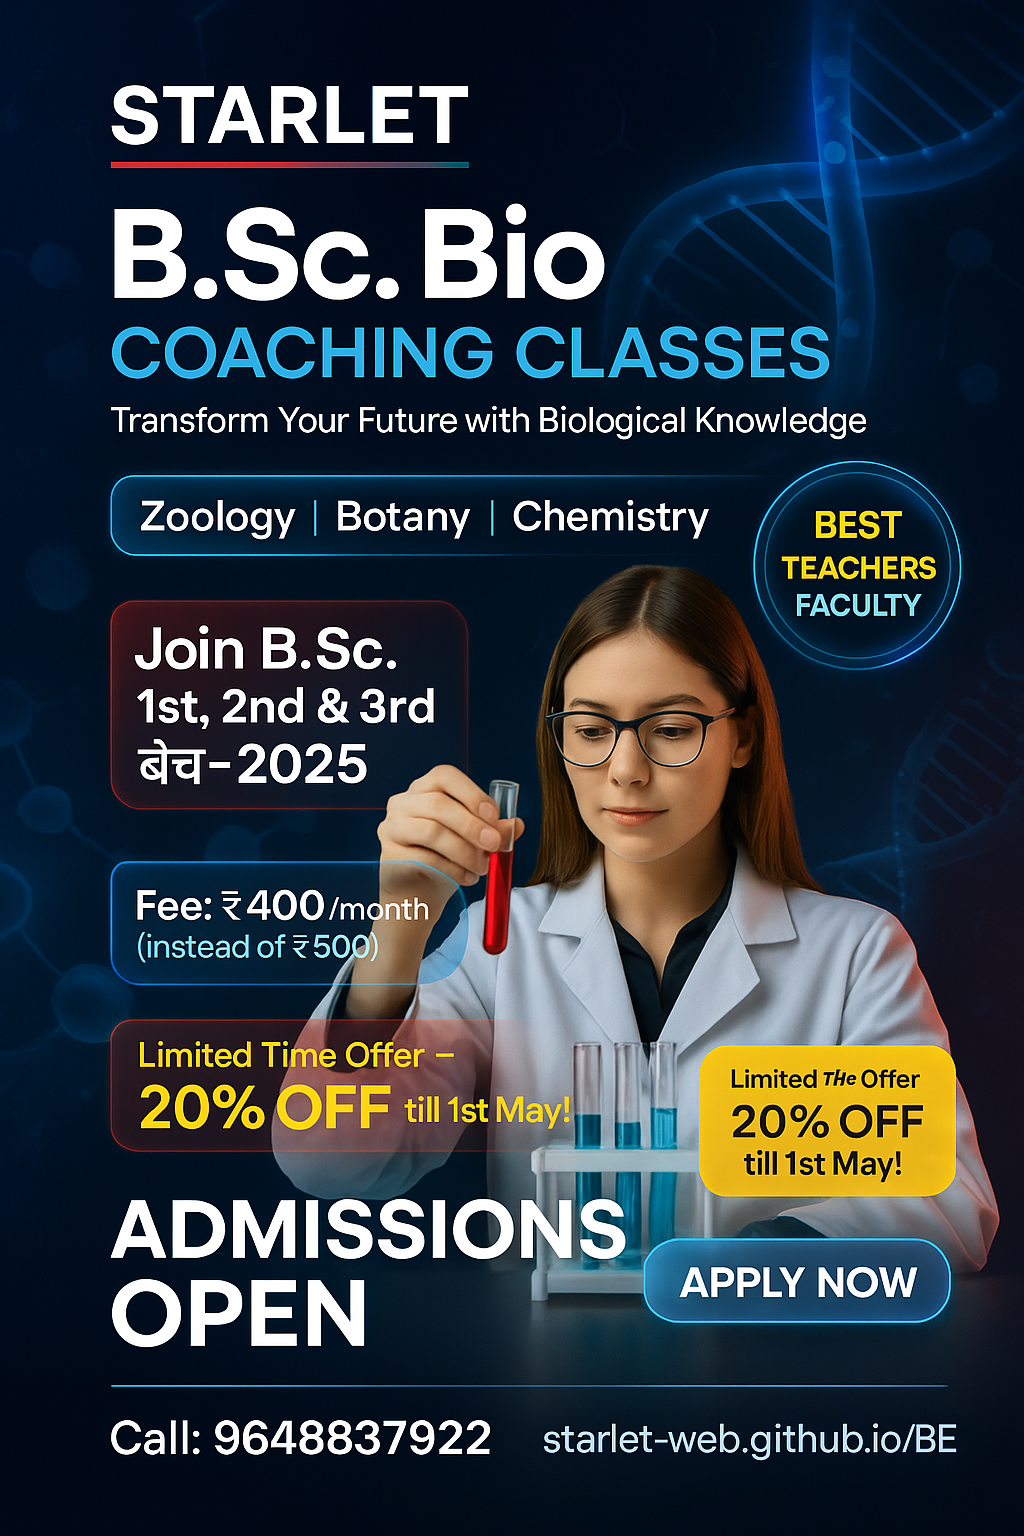 STARLET
B.Sc. Bio
COACHING CLASSES
Transform Your Future with Biological Knowledge
Zoology | Botany | Chemistry
BEST
TEACHERS
FACULTY
Join B.Sc.
1st, 2nd & 3rd
बेच-2025
Fee: ₹400/month
(instead of ₹500)
Limited Time Offer –
20% OFF till 1st May!
Limited THe Offer
20% OFF
till 1st May!
ADMISSIONS
OPEN
APPLY NOW
Call: 9648837922
starlet-web.github.io/BE